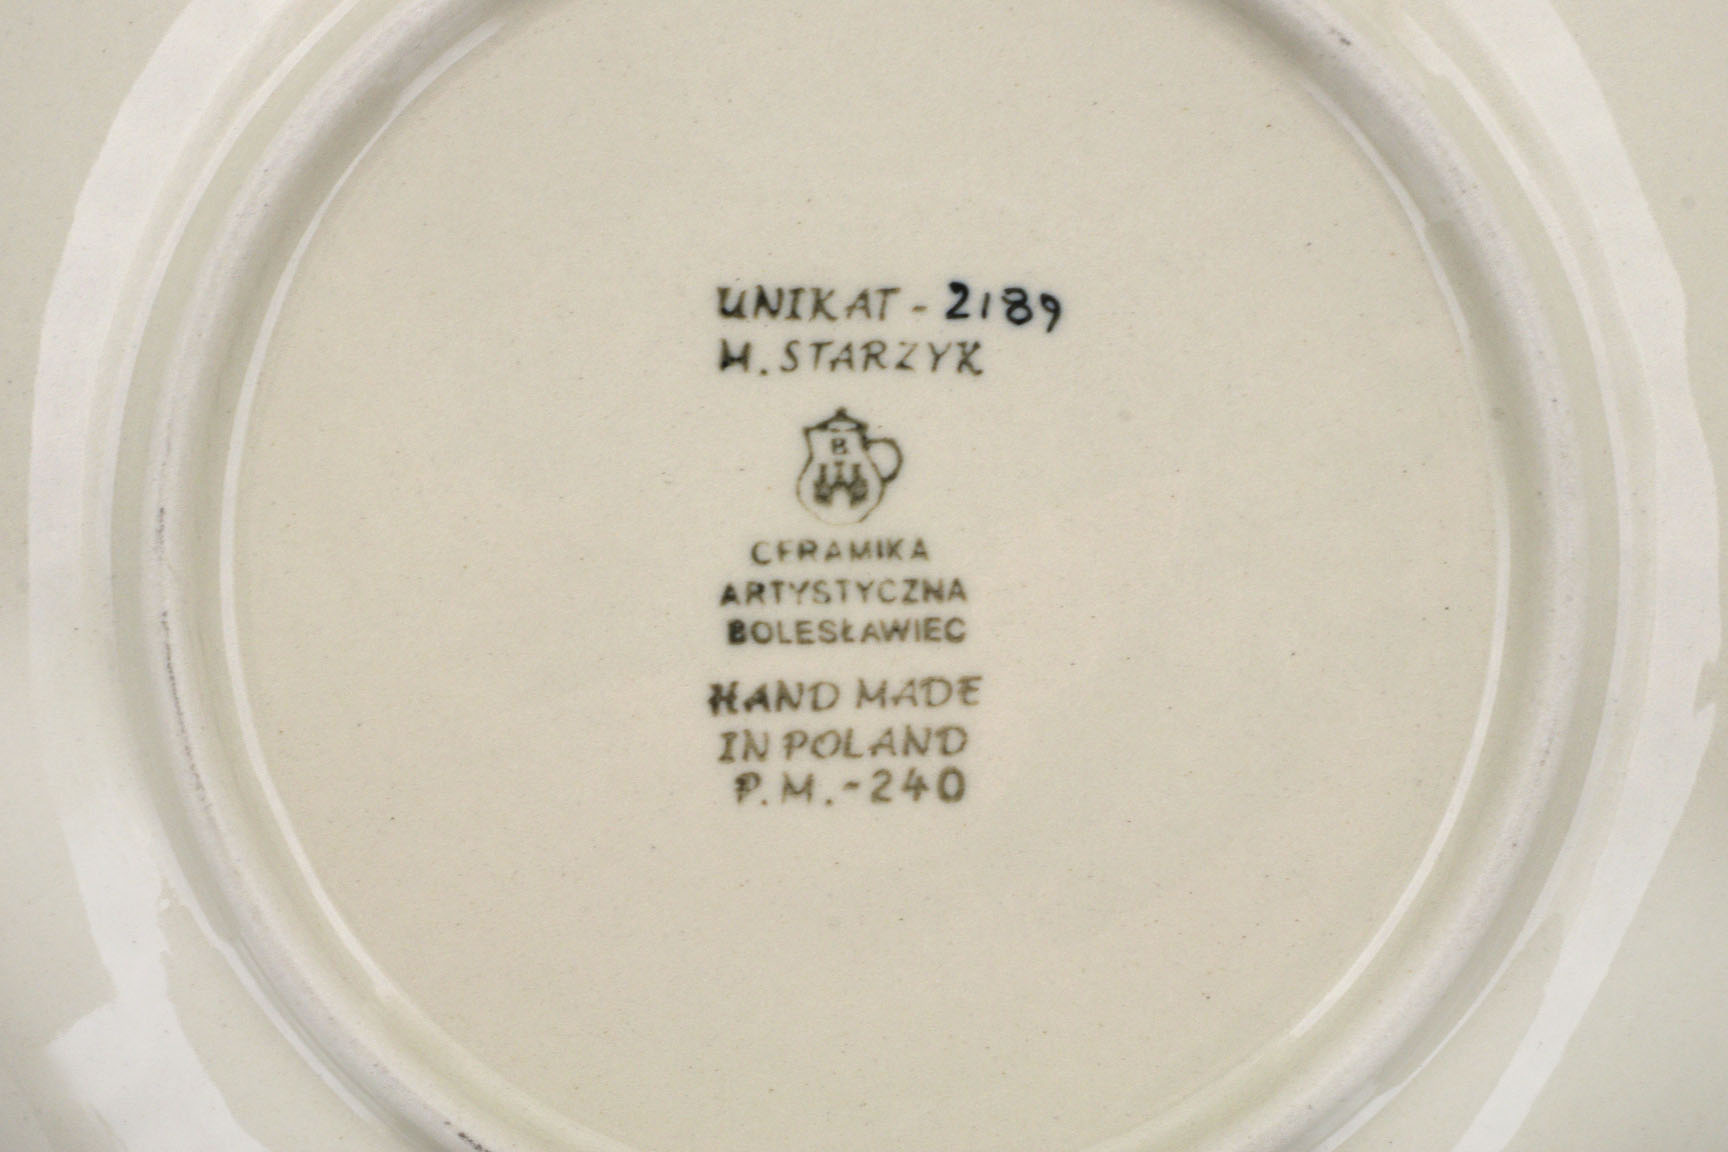 UNIKAT - 2189
M. STARZYK
B
CERAMIKA
ARTYSTYCZNA
BOLESŁAWIEC
HAND MADE
IN POLAND
P.M.-240